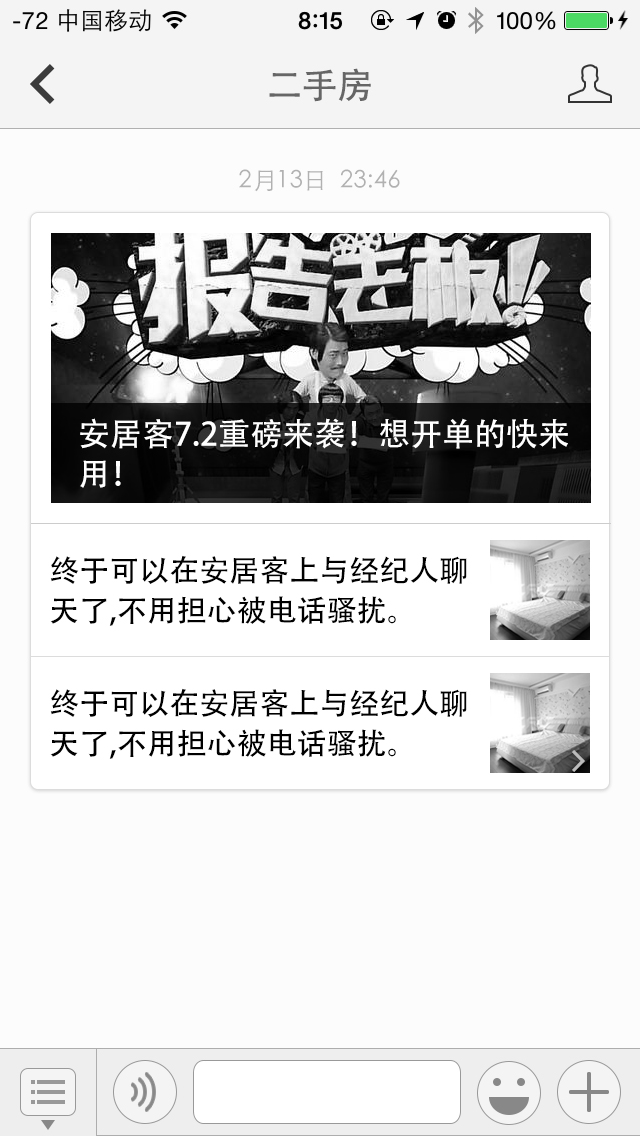 -72 中国移动 8:15 100%
二手房
2月13日 23:46
报告老板!
安居客7.2重磅来袭！想开单的快来
用！
终于可以在安居客上与经纪人聊
天了,不用担心被电话骚扰。
终于可以在安居客上与经纪人聊
天了,不用担心被电话骚扰。